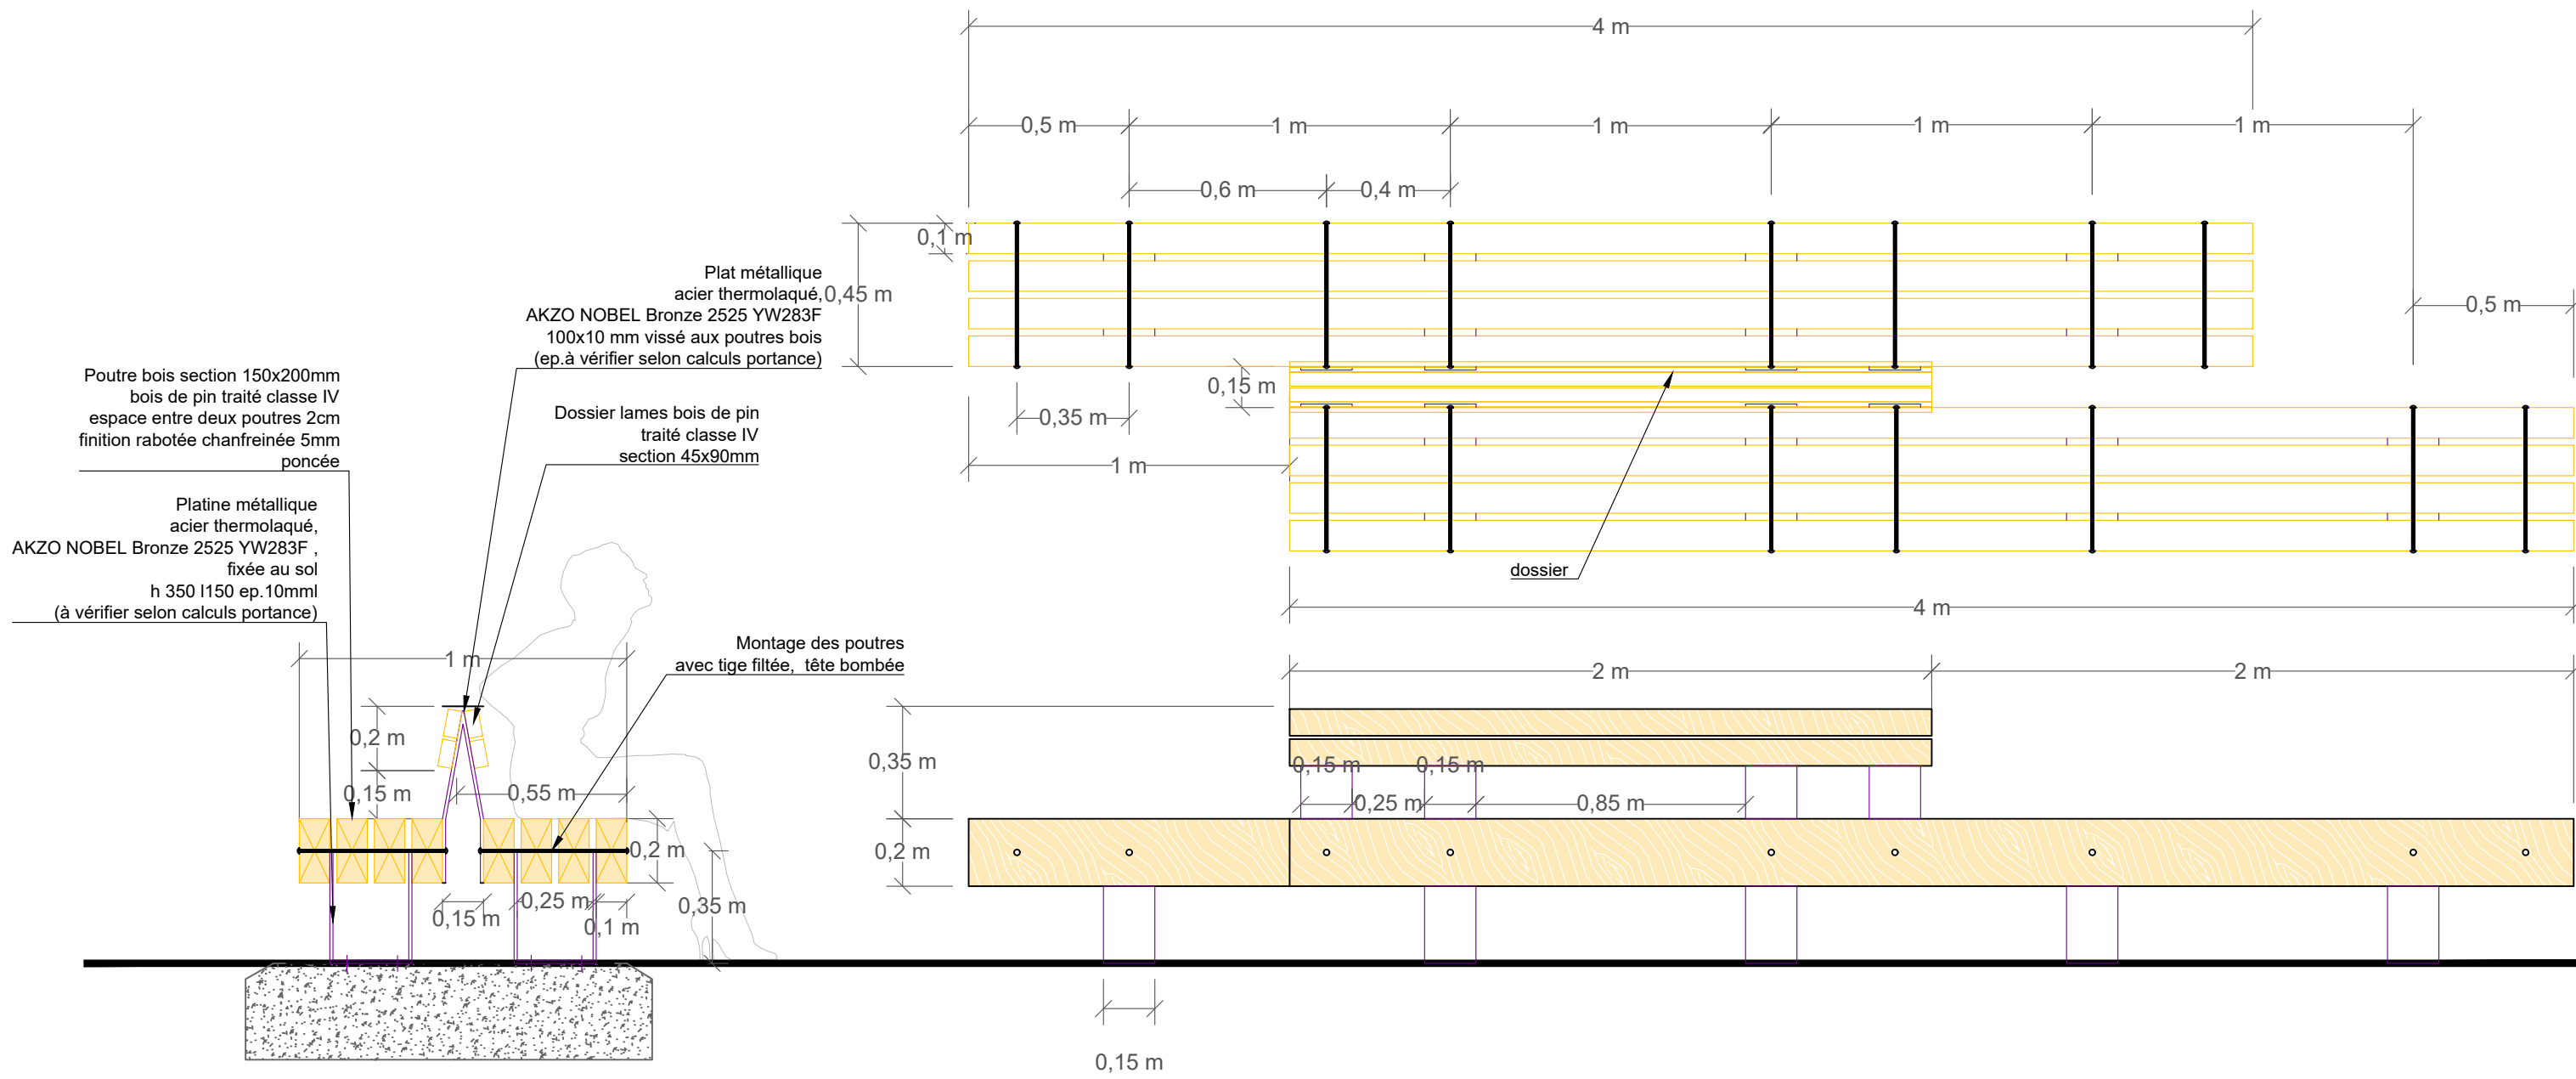 4 m
0,5 m
1 m
1 m
1 m
1 m
0,6 m
0,4 m
0,1 m
0,45 m
0,5 m
0,15 m
0,35 m
1 m
dossier
4 m
Plat métallique
acier thermolaqué,
AKZO NOBEL Bronze 2525 YW283F
100x10 mm vissé aux poutres bois
(ep.à vérifier selon calculs portance)
Poutre bois section 150x200mm
bois de pin traité classe IV
espace entre deux poutres 2cm
finition rabotée chanfreinée 5mm
poncée
Dossier lames bois de pin
traité classe IV
section 45x90mm
Platine métallique
acier thermolaqué,
AKZO NOBEL Bronze 2525 YW283F ,
fixée au sol
h 350 l150 ep.10mml
(à vérifier selon calculs portance)
Montage des poutres
avec tige filtée, tête bombée
1 m
0,2 m
0,15 m
0,55 m
0,2 m
0,15 m
0,25 m
0,1 m
0,35 m
2 m
2 m
0,35 m
0,15 m
0,15 m
0,25 m
0,85 m
0,2 m
0,15 m